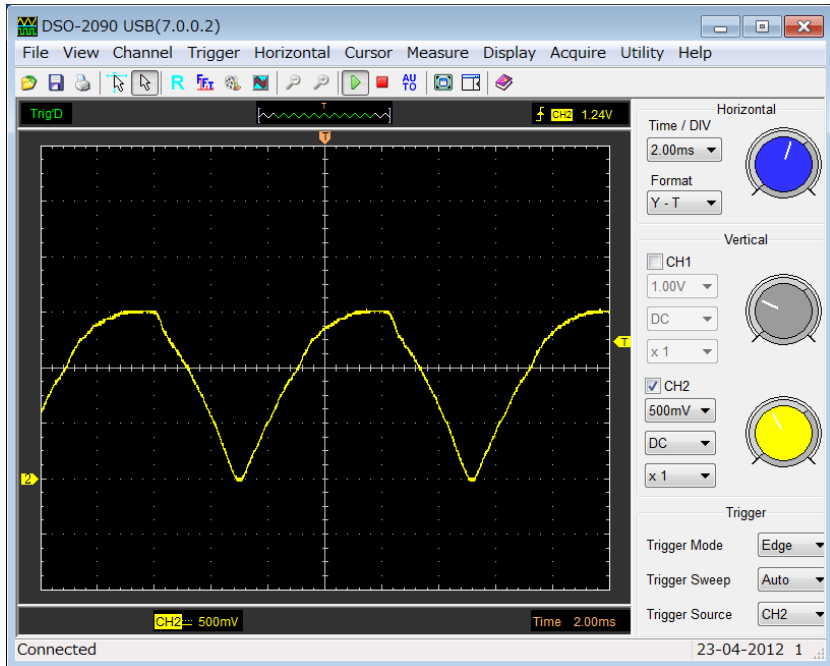 DSO-2090 USB(7.0.0.2)
File View Channel Trigger Horizontal Cursor Measure Display Acquire Utility Help
R FFT AUTO
Trig'D T CH2 1.24V
T
T
2
CH2 500mV Time 2.00ms
Horizontal
Time / DIV
2.00ms
Format
Y - T
Vertical
CH1
1.00V
DC
x 1
CH2
500mV
DC
x 1
Trigger
Trigger Mode Edge
Trigger Sweep Auto
Trigger Source CH2
Connected 23-04-2012 1